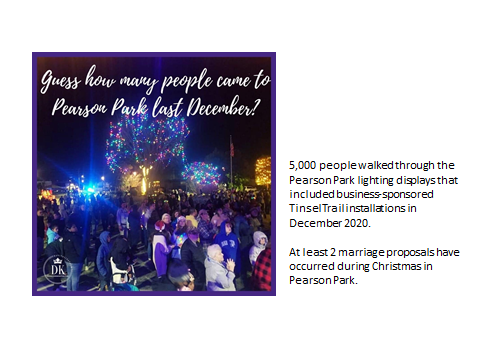 Guess how many people came to
Pearson Park last December?
DK
5,000 people walked through the
Pearson Park lighting displays that
included business-sponsored
Tinsel Trail installations in
December 2020.
At least 2 marriage proposals have
occurred during Christmas in
Pearson Park.